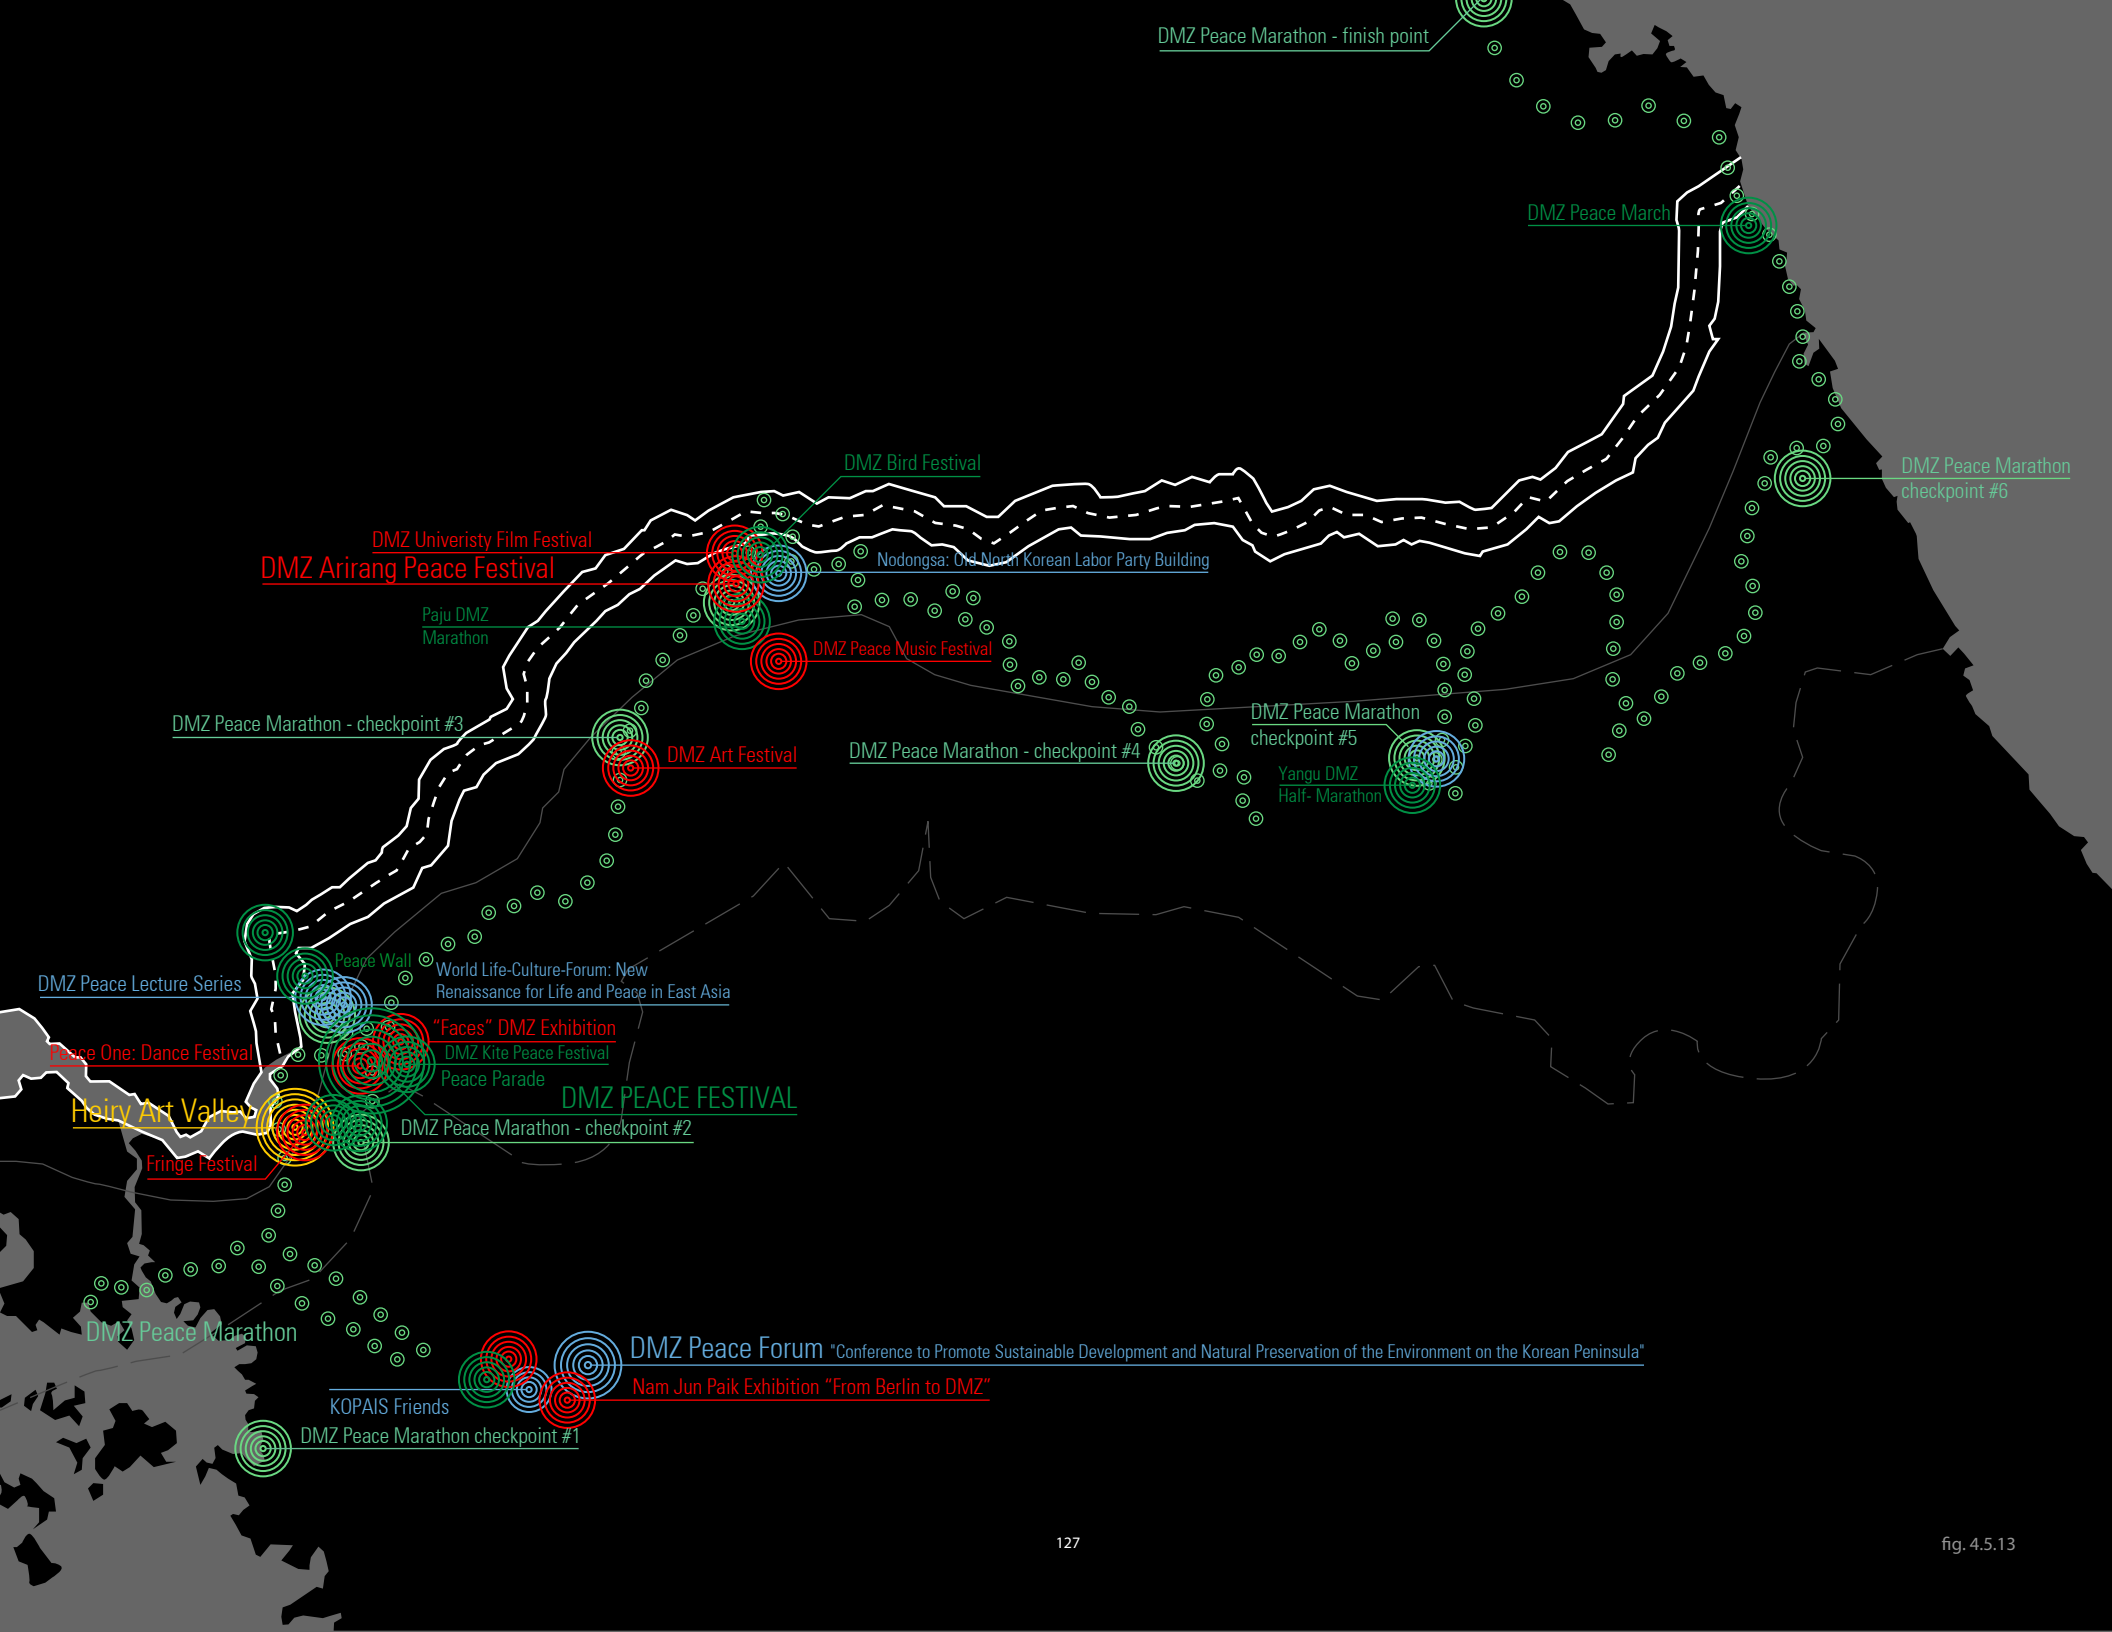 DMZ Peace Marathon - finish point
DMZ Peace March
DMZ Bird Festival
DMZ Peace Marathon
checkpoint #6
DMZ Univeristy Film Festival
DMZ Arirang Peace Festival
Nodongsa: Old North Korean Labor Party Building
Paju DMZ
Marathon
DMZ Peace Music Festival
DMZ Peace Marathon - checkpoint #3
DMZ Art Festival
DMZ Peace Marathon - checkpoint #4
DMZ Peace Marathon
checkpoint #5
Yangu DMZ
Half- Marathon
Peace Wall
DMZ Peace Lecture Series
World Life-Culture-Forum: New
Renaissance for Life and Peace in East Asia
"Faces" DMZ Exhibition
Peace One: Dance Festival
DMZ Kite Peace Festival
Peace Parade
DMZ PEACE FESTIVAL
Heiry Art Valley
DMZ Peace Marathon - checkpoint #2
Fringe Festival
DMZ Peace Marathon
DMZ Peace Forum "Conference to Promote Sustainable Development and Natural Preservation of the Environment on the Korean Peninsula"
Nam Jun Paik Exhibition "From Berlin to DMZ"
KOPAIS Friends
DMZ Peace Marathon checkpoint #1
127
fig. 4.5.13